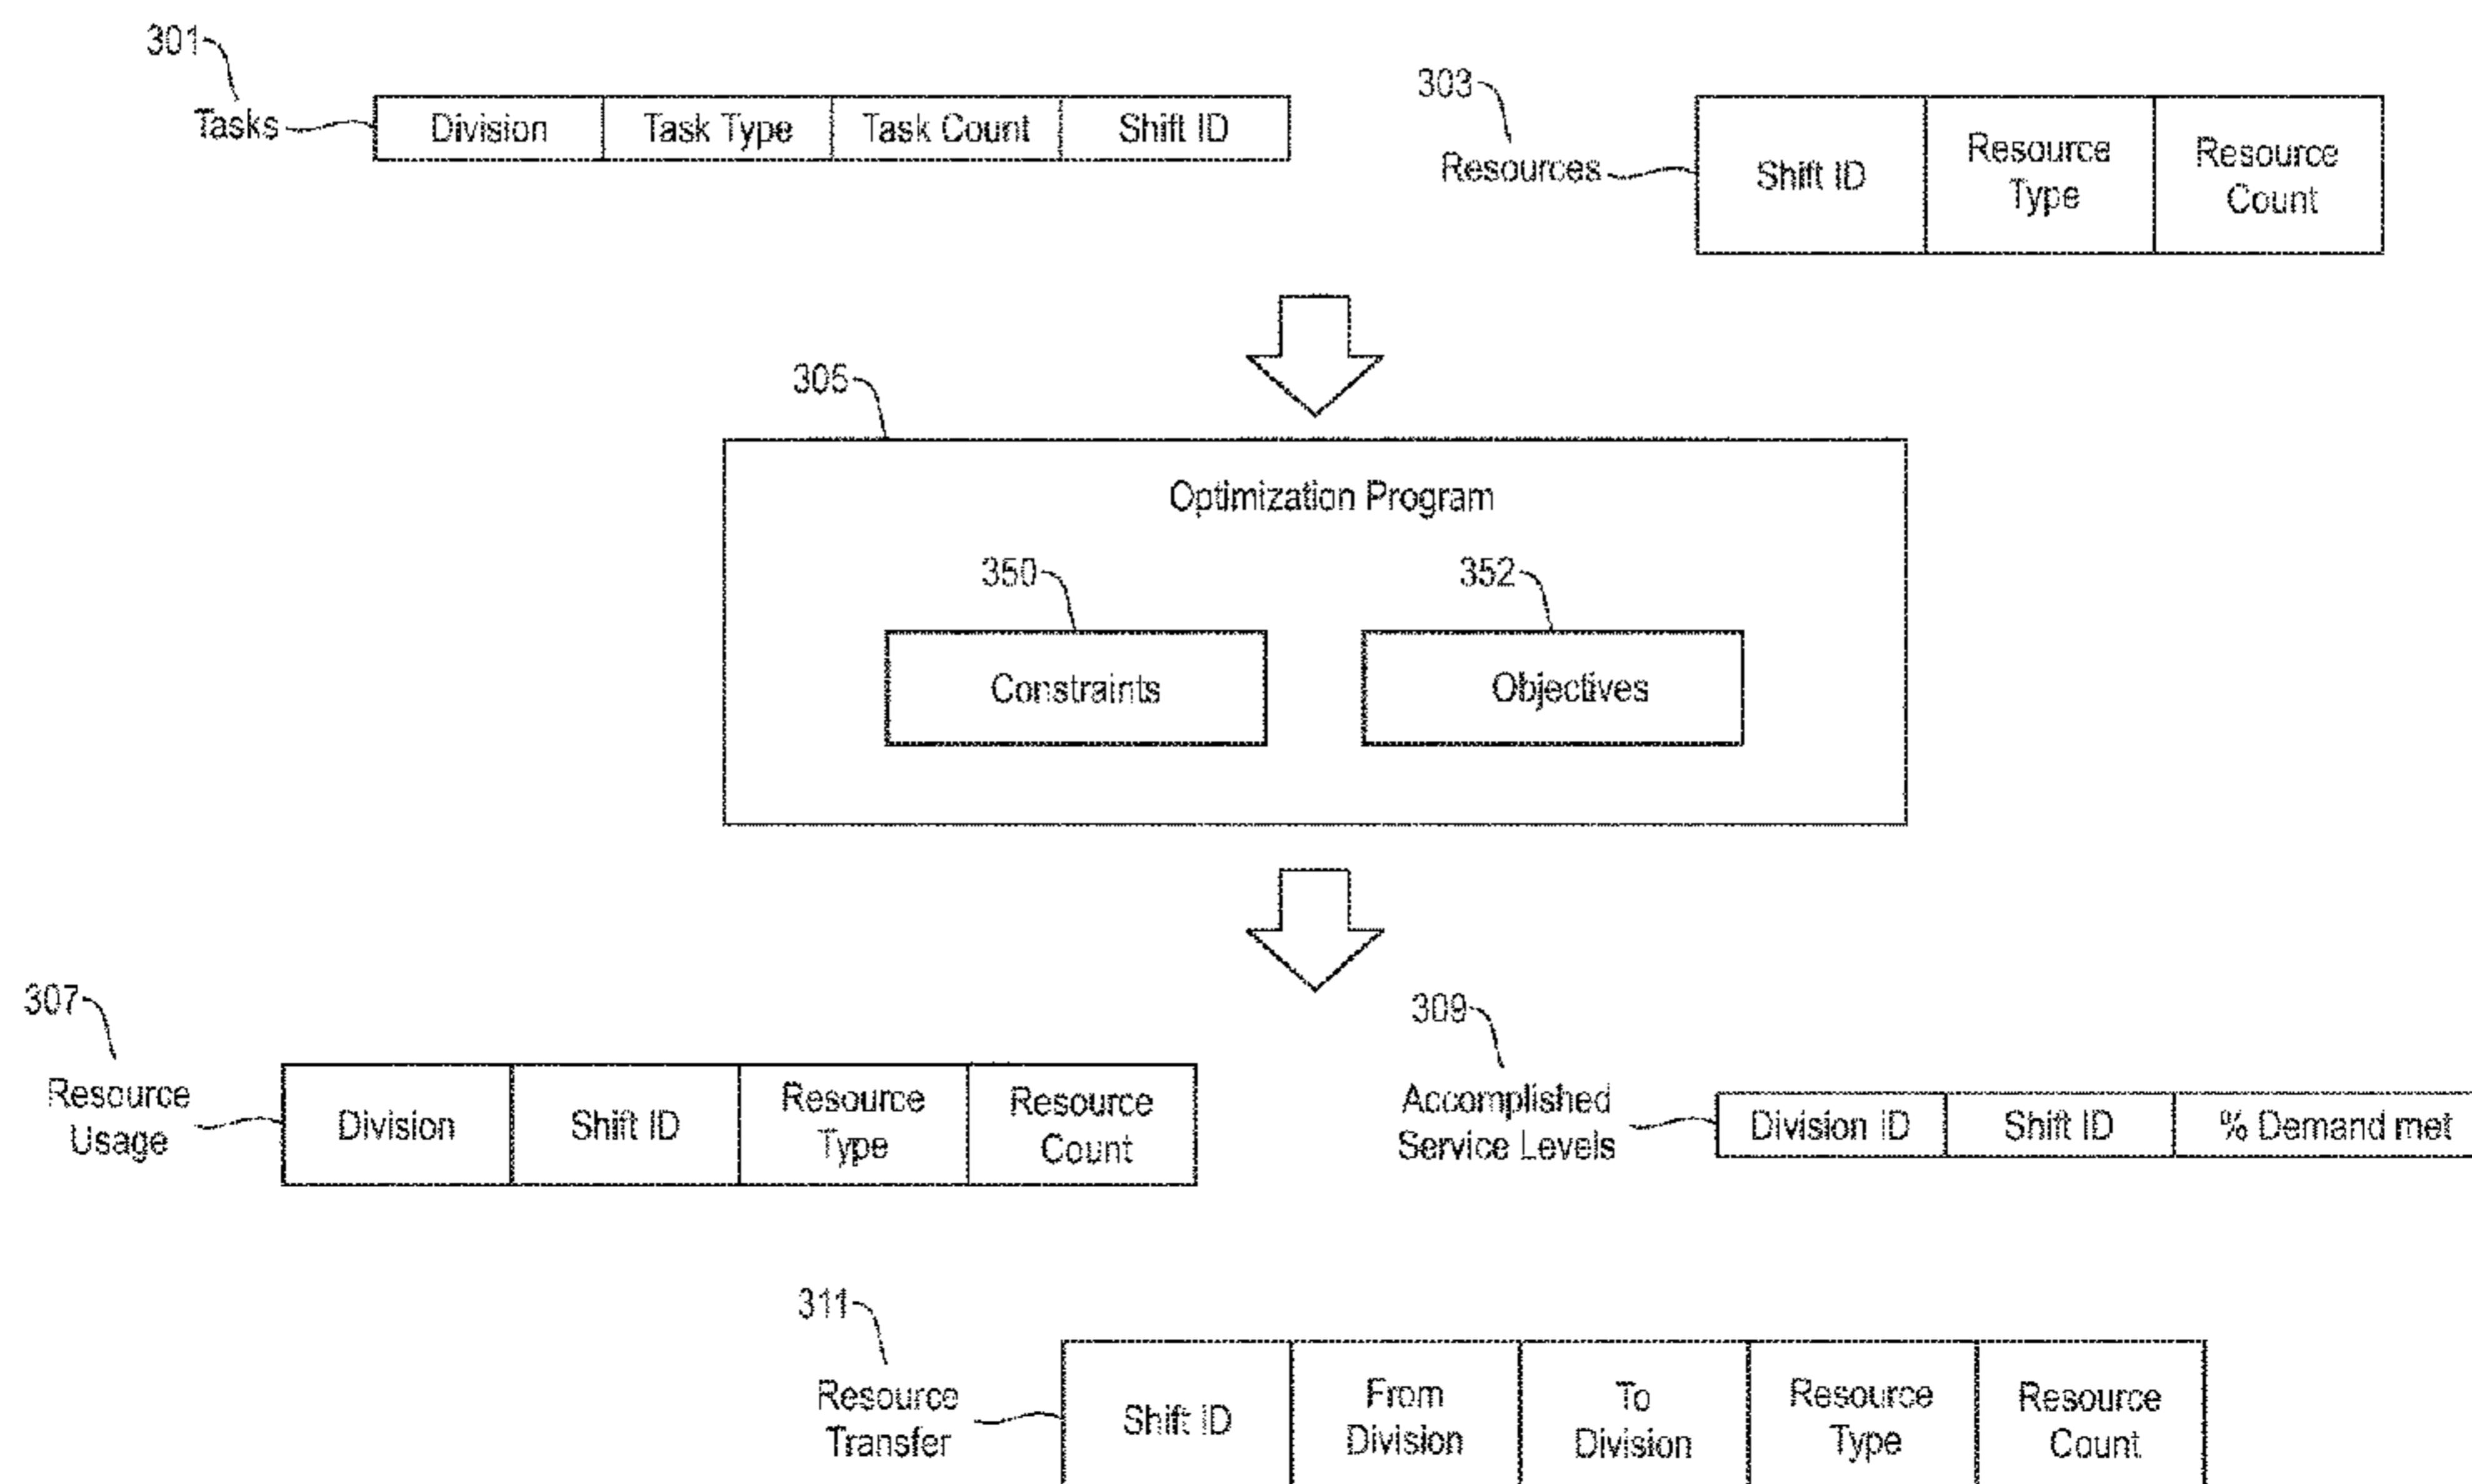 301
Tasks
Division Task Type Task Count Shift ID
303
Resources
Shift ID
Resource
Type
Resource
Count
305
Optimization Program
350
Constraints
352
Objectives
307
Resource
Usage
Division
Shift ID
Resource
Type
Resource
Count
309
Accomplished
Service Levels
Division ID Shift ID % Demand met
311
Resource
Transfer
Shift ID
From
Division
To
Division
Resource
Type
Resource
Count